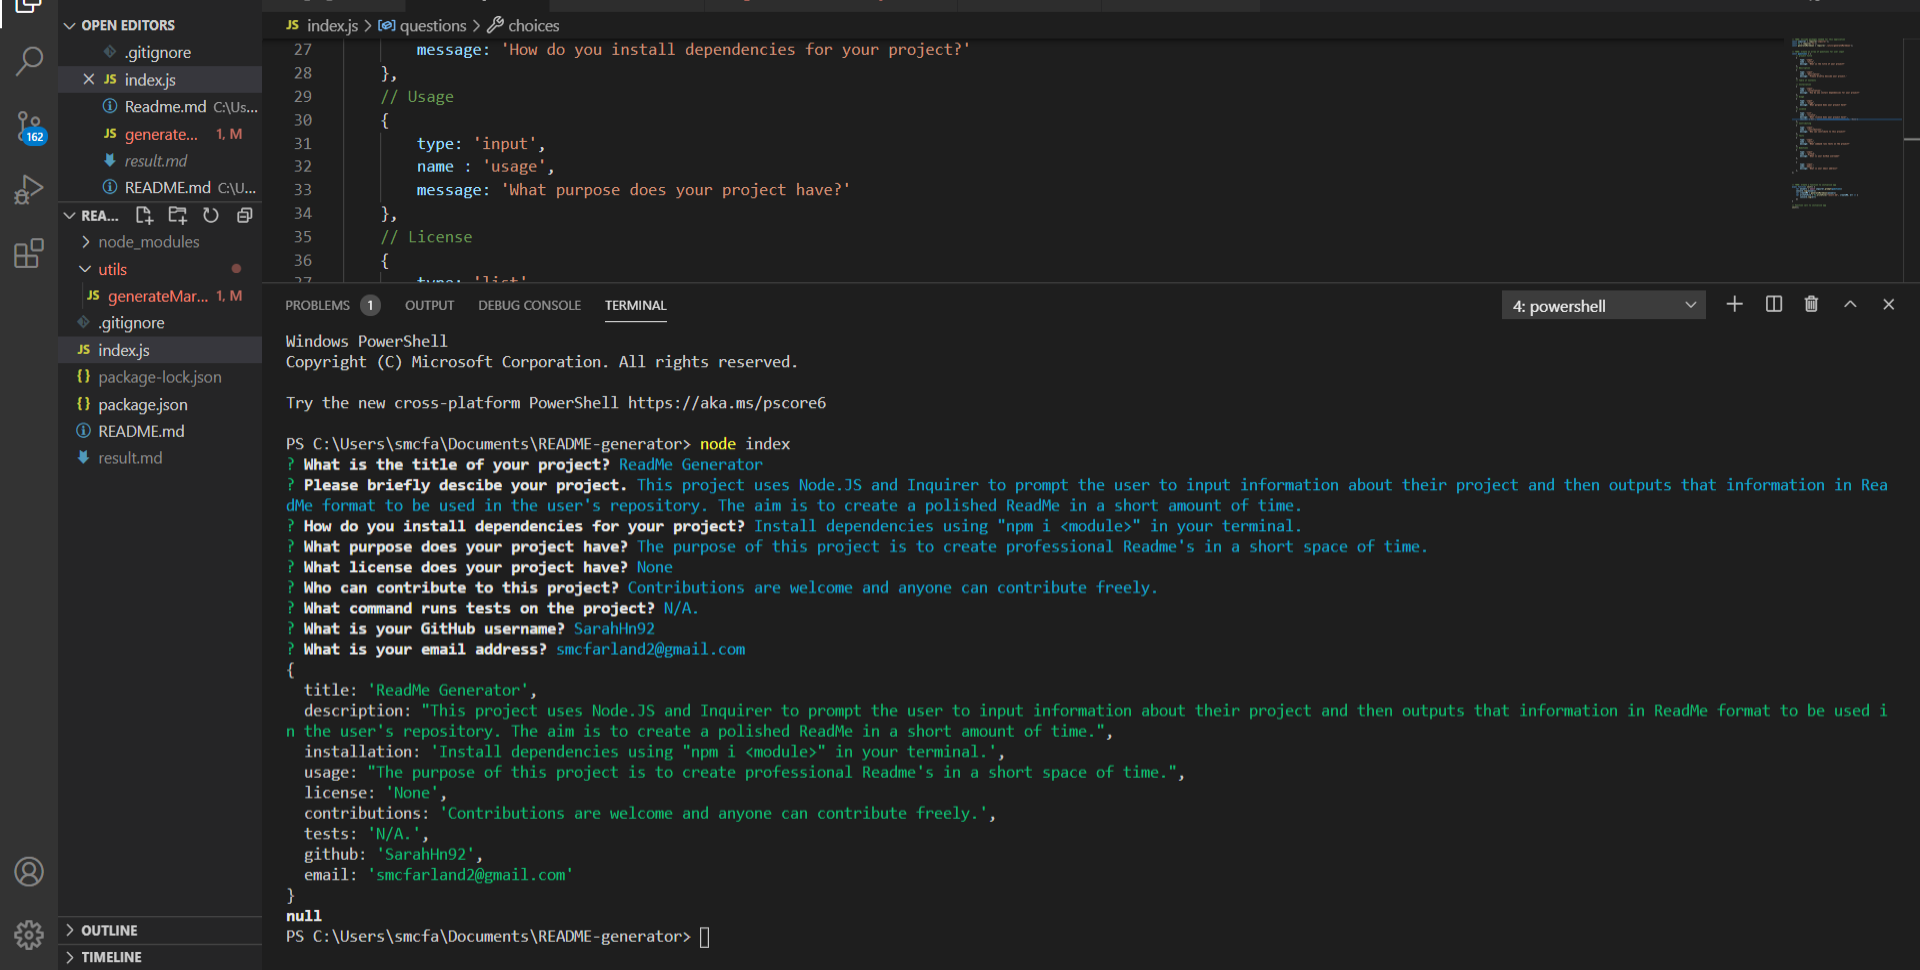 OPEN EDITORS
.gitignore
JS index.js
Readme.md C:\Us...
JS generate... 1, M
result.md
README.md C:\U...
162
REA...
node_modules
utils
JS generateMar... 1, M
.gitignore
JS index.js
{} package-lock.json
{} package.json
README.md
result.md
OUTLINE
TIMELINE
JS index.js > questions > choices
27 message: 'How do you install dependencies for your project?'
28 },
29 // Usage
30 {
31 type: 'input',
32 name : 'usage',
33 message: 'What purpose does your project have?'
34 },
35 // License
36 {
37 type: 'list'
PROBLEMS 1 OUTPUT DEBUG CONSOLE TERMINAL 4: powershell
Windows PowerShell
Copyright (C) Microsoft Corporation. All rights reserved.
Try the new cross-platform PowerShell https://aka.ms/pscore6
PS C:\Users\smcfa\Documents\README-generator> node index
? What is the title of your project? ReadMe Generator
? Please briefly descibe your project. This project uses Node.JS and Inquirer to prompt the user to input information about their project and then outputs that information in Rea
dMe format to be used in the user's repository. The aim is to create a polished ReadMe in a short amount of time.
? How do you install dependencies for your project? Install dependencies using "npm i <module>" in your terminal.
? What purpose does your project have? The purpose of this project is to create professional Readme's in a short space of time.
? What license does your project have? None
? Who can contribute to this project? Contributions are welcome and anyone can contribute freely.
? What command runs tests on the project? N/A.
? What is your GitHub username? SarahHn92
? What is your email address? smcfarland2@gmail.com
{
title: 'ReadMe Generator',
description: "This project uses Node.JS and Inquirer to prompt the user to input information about their project and then outputs that information in ReadMe format to be used i
n the user's repository. The aim is to create a polished ReadMe in a short amount of time.",
installation: 'Install dependencies using "npm i <module>" in your terminal.',
usage: "The purpose of this project is to create professional Readme's in a short space of time.",
license: 'None',
contributions: 'Contributions are welcome and anyone can contribute freely.',
tests: 'N/A.',
github: 'SarahHn92',
email: 'smcfarland2@gmail.com'
}
null
PS C:\Users\smcfa\Documents\README-generator>